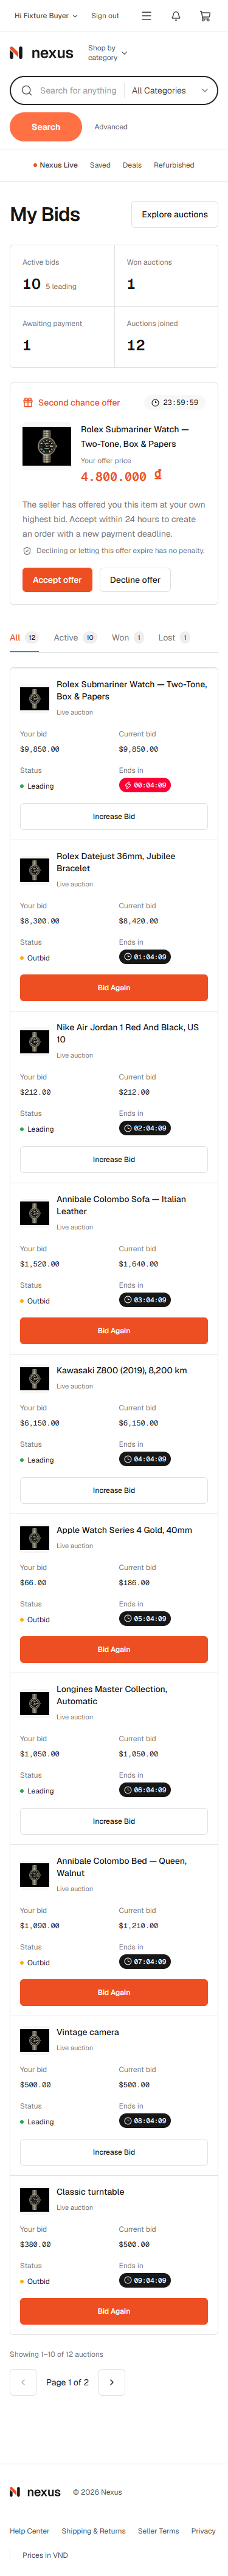 Hi Fixture Buyer
Sign out
nexus
Shop by
category
Search for anything
All Categories
Search
Advanced
Nexus Live
Saved
Deals
Refurbished
My Bids
Explore auctions
Active bids
10 5 leading
Won auctions
1
Awaiting payment
1
Auctions joined
12
Second chance offer
23:59:59
Rolex Submariner Watch —
Two-Tone, Box & Papers
Your offer price
4.800.000 ₫
The seller has offered you this item at your own
highest bid. Accept within 24 hours to create
an order with a new payment deadline.
Declining or letting this offer expire has no penalty.
Accept offer
Decline offer
All 12
Active 10
Won 1
Lost 1
Rolex Submariner Watch — Two-Tone,
Box & Papers
Live auction
Your bid
Current bid
$9,850.00
$9,850.00
Status
Ends in
Leading
00:04:09
Increase Bid
Rolex Datejust 36mm, Jubilee
Bracelet
Live auction
Your bid
Current bid
$8,300.00
$8,420.00
Status
Ends in
Outbid
01:04:09
Bid Again
Nike Air Jordan 1 Red And Black, US
10
Live auction
Your bid
Current bid
$212.00
$212.00
Status
Ends in
Leading
02:04:09
Increase Bid
Annibale Colombo Sofa — Italian
Leather
Live auction
Your bid
Current bid
$1,520.00
$1,640.00
Status
Ends in
Outbid
03:04:09
Bid Again
Kawasaki Z800 (2019), 8,200 km
Live auction
Your bid
Current bid
$6,150.00
$6,150.00
Status
Ends in
Leading
04:04:09
Increase Bid
Apple Watch Series 4 Gold, 40mm
Live auction
Your bid
Current bid
$66.00
$186.00
Status
Ends in
Outbid
05:04:09
Bid Again
Longines Master Collection,
Automatic
Live auction
Your bid
Current bid
$1,050.00
$1,050.00
Status
Ends in
Leading
06:04:09
Increase Bid
Annibale Colombo Bed — Queen,
Walnut
Live auction
Your bid
Current bid
$1,090.00
$1,210.00
Status
Ends in
Outbid
07:04:09
Bid Again
Vintage camera
Live auction
Your bid
Current bid
$500.00
$500.00
Status
Ends in
Leading
08:04:09
Increase Bid
Classic turntable
Live auction
Your bid
Current bid
$380.00
$500.00
Status
Ends in
Outbid
09:04:09
Bid Again
Showing 1–10 of 12 auctions
Page 1 of 2
nexus
© 2026 Nexus
Help Center
Shipping & Returns
Seller Terms
Privacy
Prices in VND